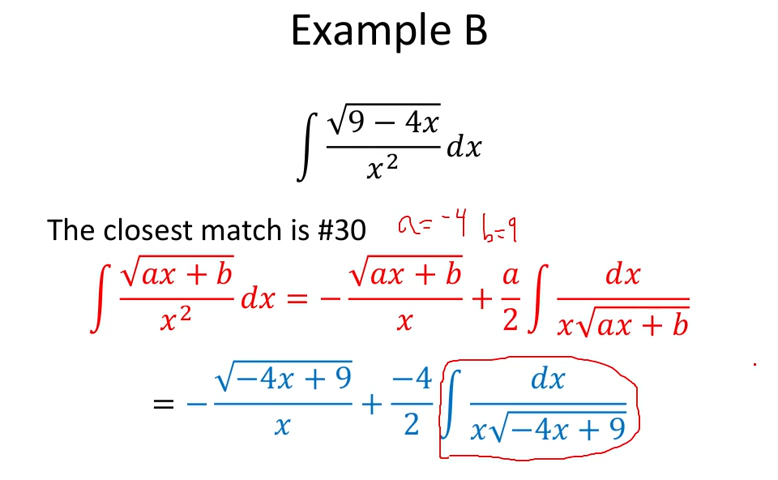 Example B
∫ √(9 − 4x) / x² dx
The closest match is #30 a = -4 b = 9
∫ √(ax + b) / x² dx = − √(ax + b) / x + a/2 ∫ dx / (x√(ax + b))
= − √(−4x + 9) / x + −4/2 ∫ dx / (x√(−4x + 9))